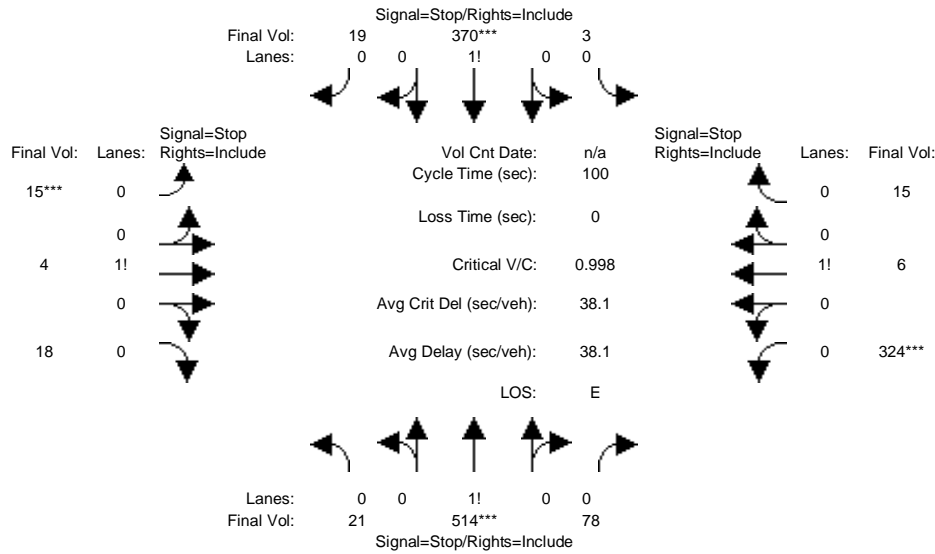 Signal=Stop/Rights=Include
Final Vol: 19 370*** 3
Lanes: 0 0 1! 0 0
Signal=Stop
Final Vol: Lanes: Rights=Include
Vol Cnt Date: n/a
Signal=Stop
Rights=Include Lanes: Final Vol:
Cycle Time (sec): 100
15*** 0
0 15
Loss Time (sec): 0
0
0
4 1!
Critical V/C: 0.998
1! 6
0
Avg Crit Del (sec/veh): 38.1
0
18 0
Avg Delay (sec/veh): 38.1
0 324***
LOS: E
Lanes: 0 0 1! 0 0
Final Vol: 21 514*** 78
Signal=Stop/Rights=Include